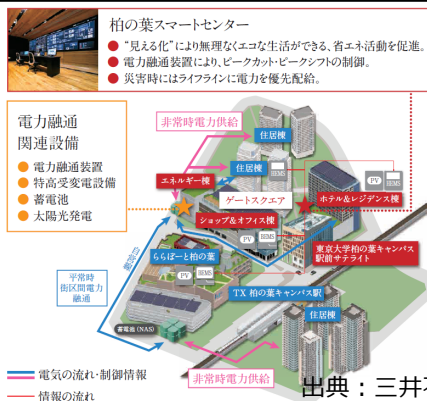 柏の葉スマートセンター
● “見える化”により無理なくエコな生活ができる、省エネ活動を促進。
● 電力融通装置により、ピークカット・ピークシフトの制御。
● 災害時にはライフラインに電力を優先配給。
電力融通
関連設備
● 電力融通装置
● 特高受変電設備
● 蓄電池
● 太陽光発電
非常時電力供給
住居棟
住居棟
HEMS
エネルギー棟
ゲートスクエア
PV
HEMS
ホテル&レジデンス棟
ショップ&オフィス棟
PV
BEMS
東京大学柏の葉キャンパス
駅前サテライト
自営線
ららぽーと柏の葉
PV
BEMS
平常時
街区間電力
融通
TX 柏の葉キャンパス駅
住居棟
蓄電池(NAS)
電気の流れ・制御情報
情報の流れ
非常時電力供給
出典：三井不